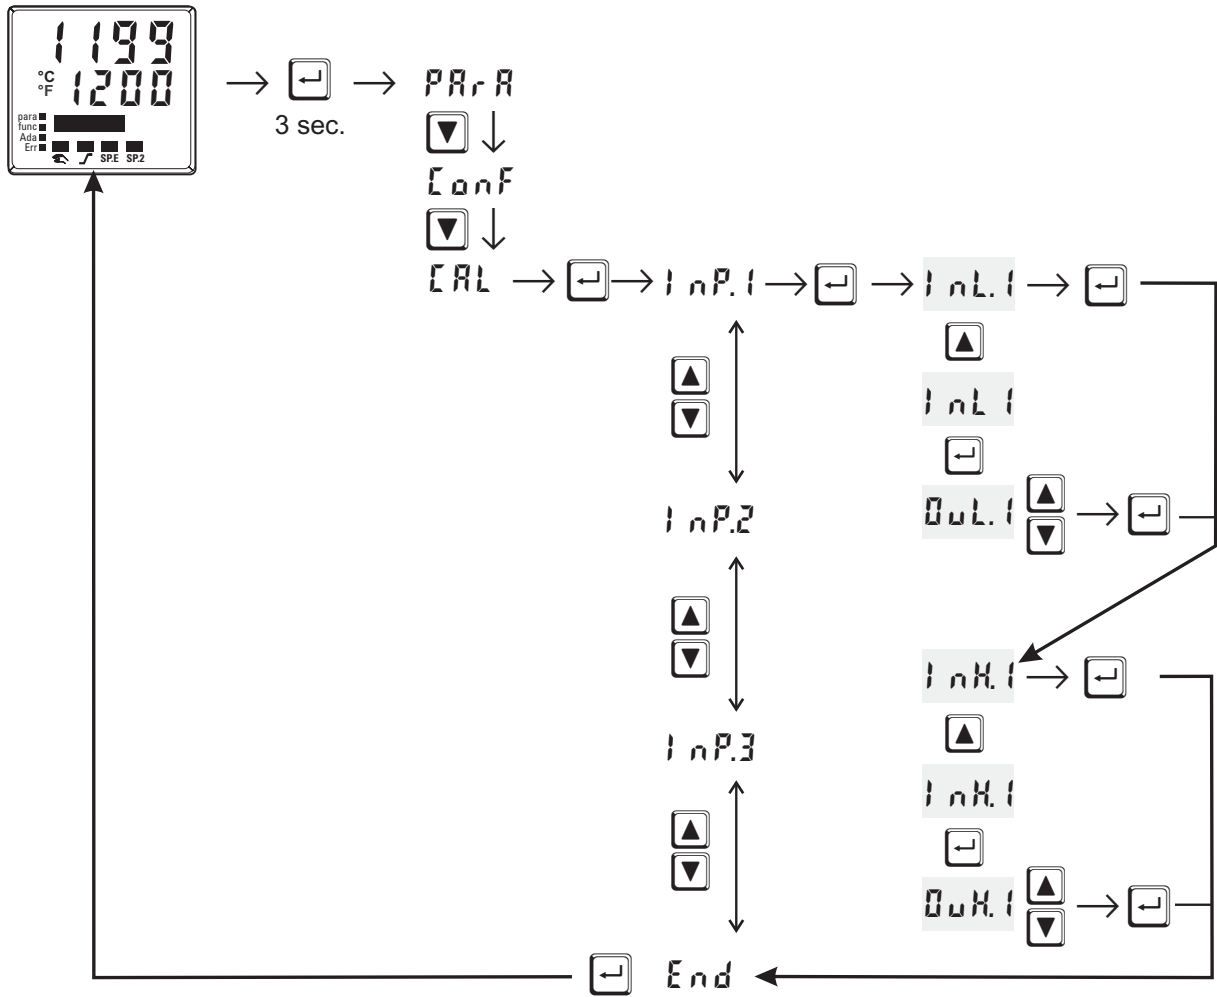 1199
°C
°F
1200
para
func
Ada
Err
SP.E SP.2
3 sec.
PArA
ConF
CAL
InP.1
InL.1
InL1
OuL.1
InP.2
InH.1
InP.3
InH.1
OuH.1
End